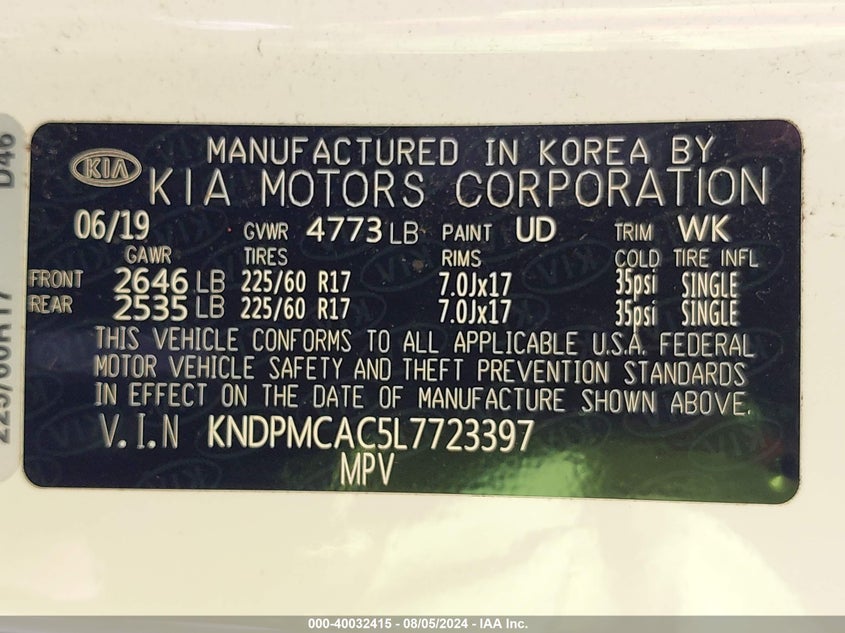 KIA
MANUFACTURED IN KOREA BY
KIA MOTORS CORPORATION
06/19 GVWR 4773 LB PAINT UD TRIM WK
GAWR TIRES RIMS COLD TIRE INFL
FRONT 2646 LB 225/60 R17 7.0Jx17 35psi SINGLE
REAR 2535 LB 225/60 R17 7.0Jx17 35psi SINGLE
THIS VEHICLE CONFORMS TO ALL APPLICABLE U.S.A. FEDERAL
MOTOR VEHICLE SAFETY AND THEFT PREVENTION STANDARDS
IN EFFECT ON THE DATE OF MANUFACTURE SHOWN ABOVE.
V.I.N KNDPMCAC5L7723397
MPV
D46
225/60R17
000-40032415 - 08/05/2024 - IAA Inc.